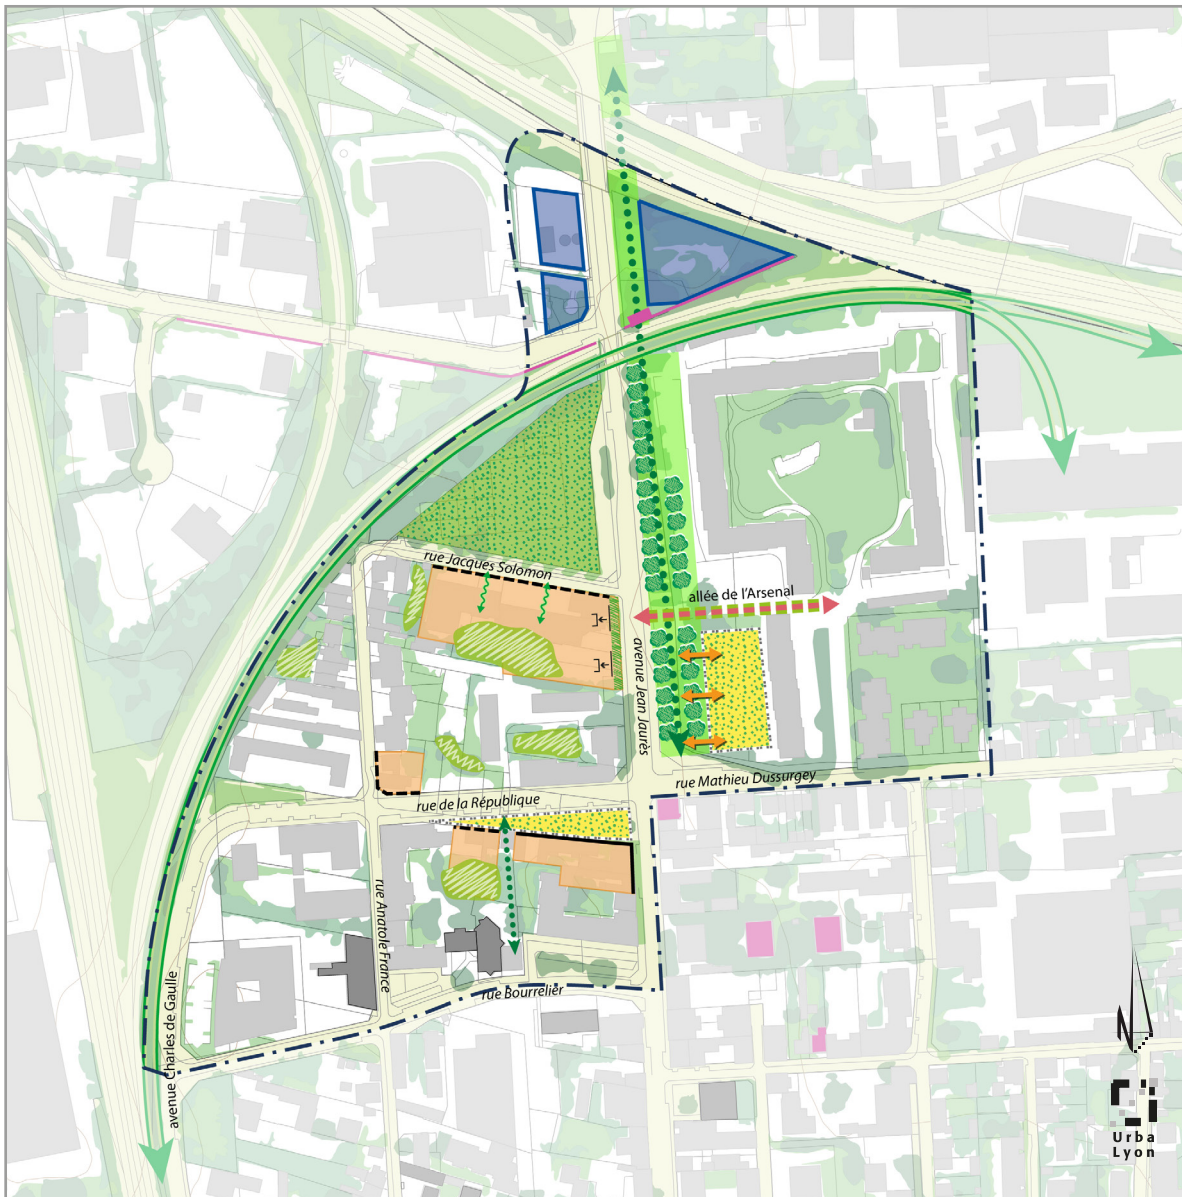 rue Jacques Solomon
allée de l'Arsenal
avenue Jean Jaurès
rue Mathieu Dussurgey
rue de la République
rue Anatole France
avenue Charles de Gaulle
rue Bourrelier
N
Urba
Lyon